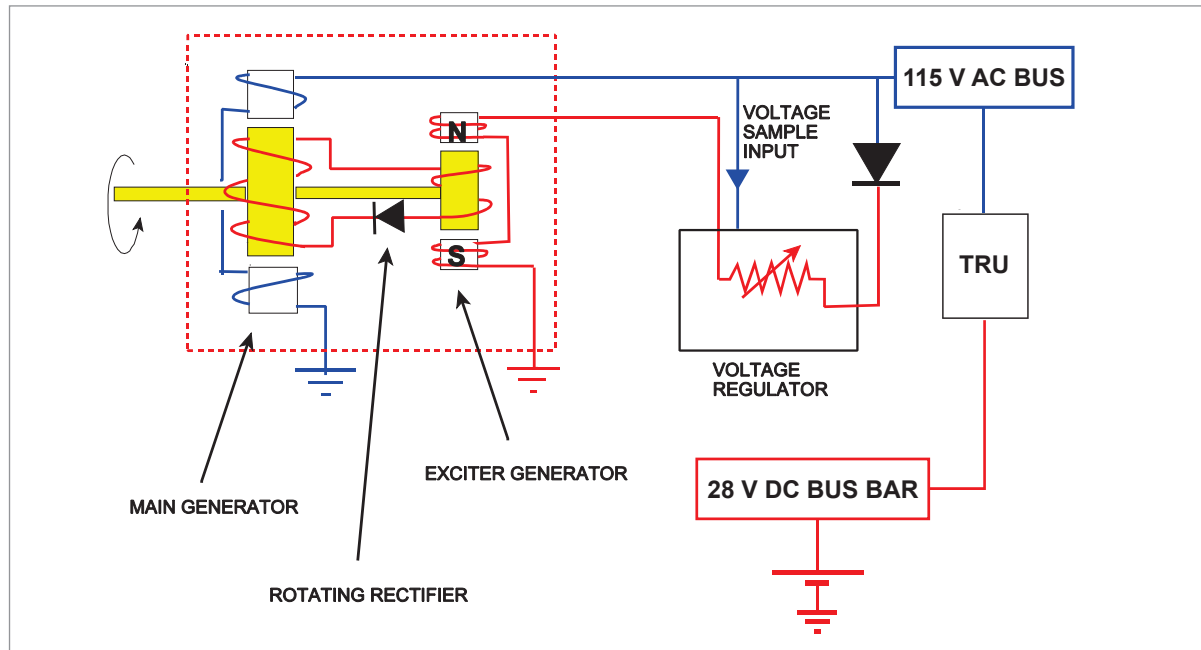 115 V AC BUS
VOLTAGE
SAMPLE
INPUT
N
S
TRU
VOLTAGE
REGULATOR
EXCITER GENERATOR
28 V DC BUS BAR
MAIN GENERATOR
ROTATING RECTIFIER